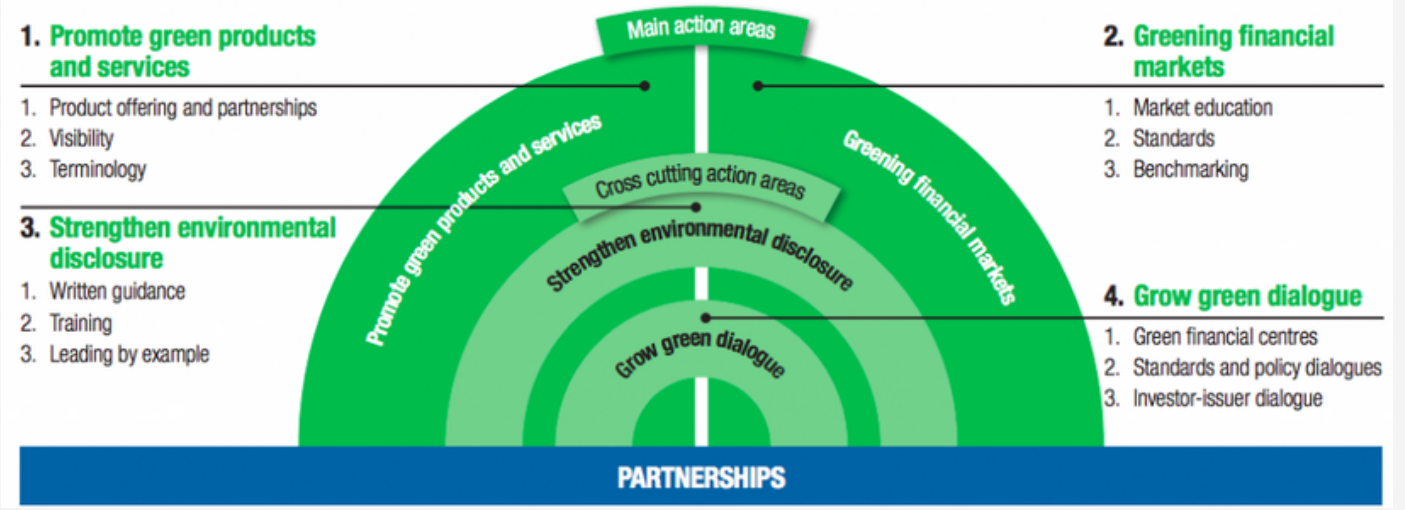 Main action areas
1. Promote green products
and services
1. Product offering and partnerships
2. Visibility
3. Terminology
2. Greening financial
markets
1. Market education
2. Standards
3. Benchmarking
Promote green products and services
Greening financial markets
Cross cutting action areas
Strengthen environmental disclosure
Grow green dialogue
3. Strengthen environmental
disclosure
1. Written guidance
2. Training
3. Leading by example
4. Grow green dialogue
1. Green financial centres
2. Standards and policy dialogues
3. Investor-issuer dialogue
PARTNERSHIPS